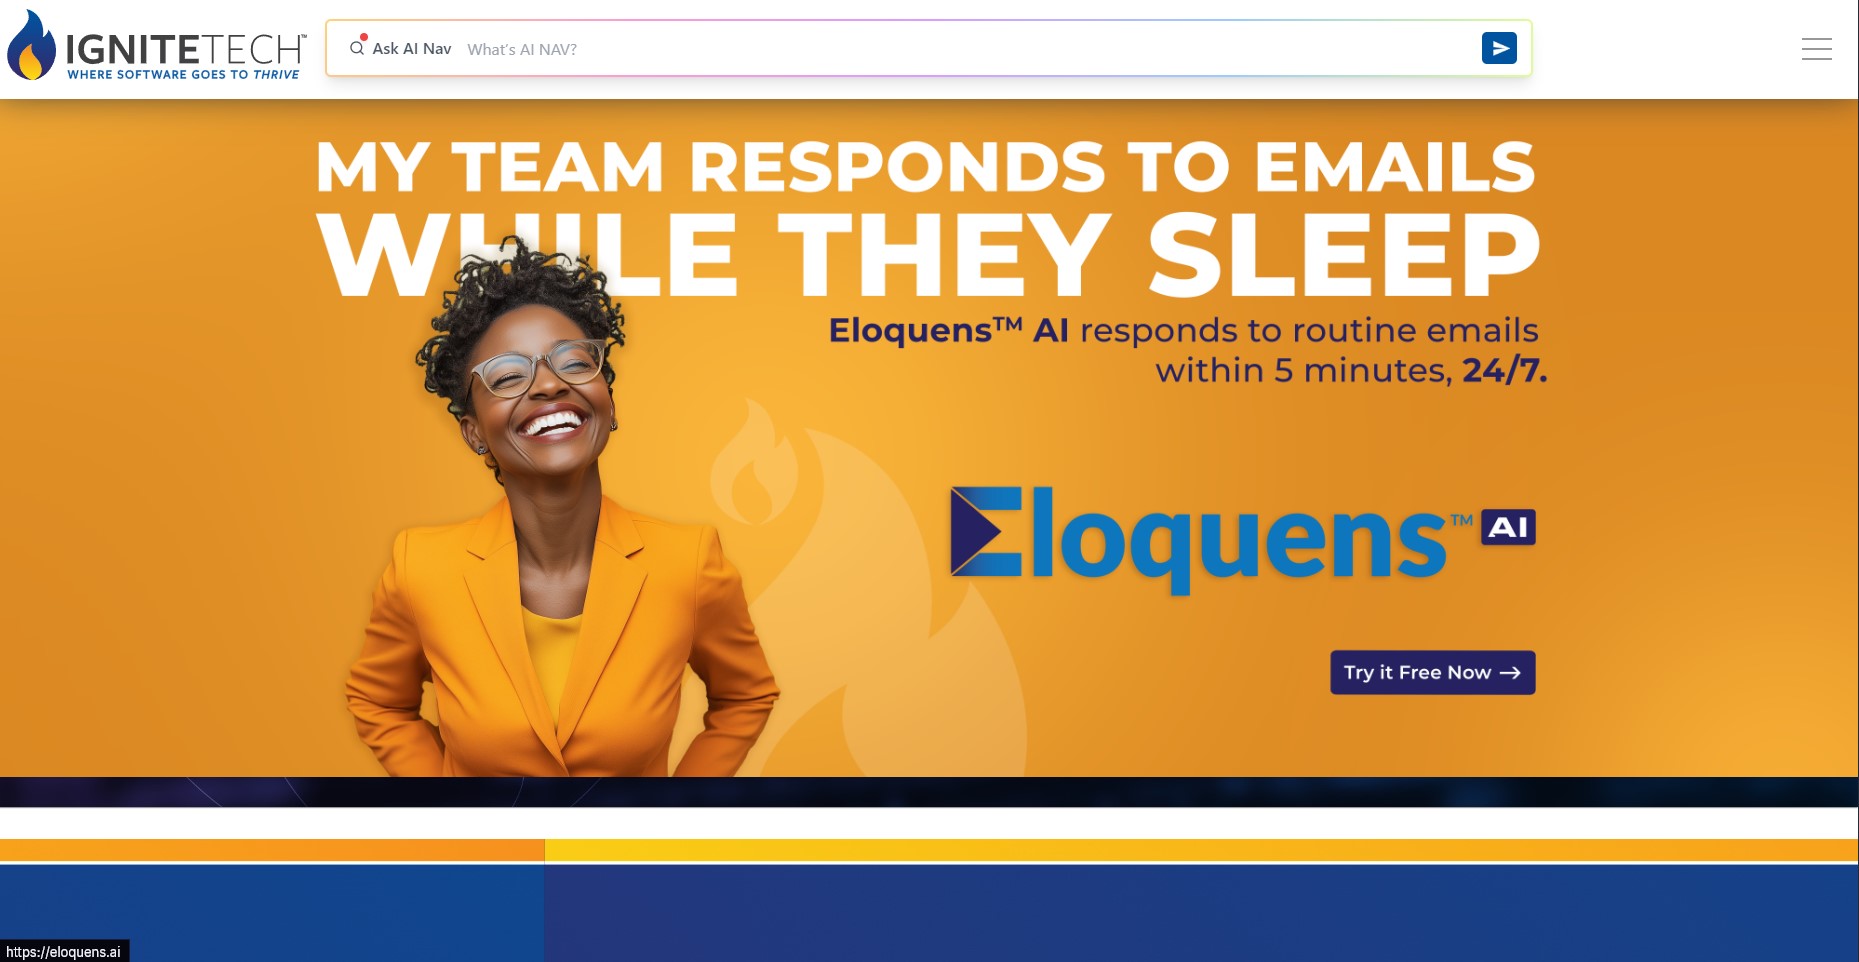 IGNITETECH™
WHERE SOFTWARE GOES TO THRIVE
Ask AI Nav What's AI NAV?
MY TEAM RESPONDS TO EMAILS
WHILE THEY SLEEP
Eloquens™ AI responds to routine emails
within 5 minutes, 24/7.
Eloquens™ AI
Try it Free Now →
https://eloquens.ai